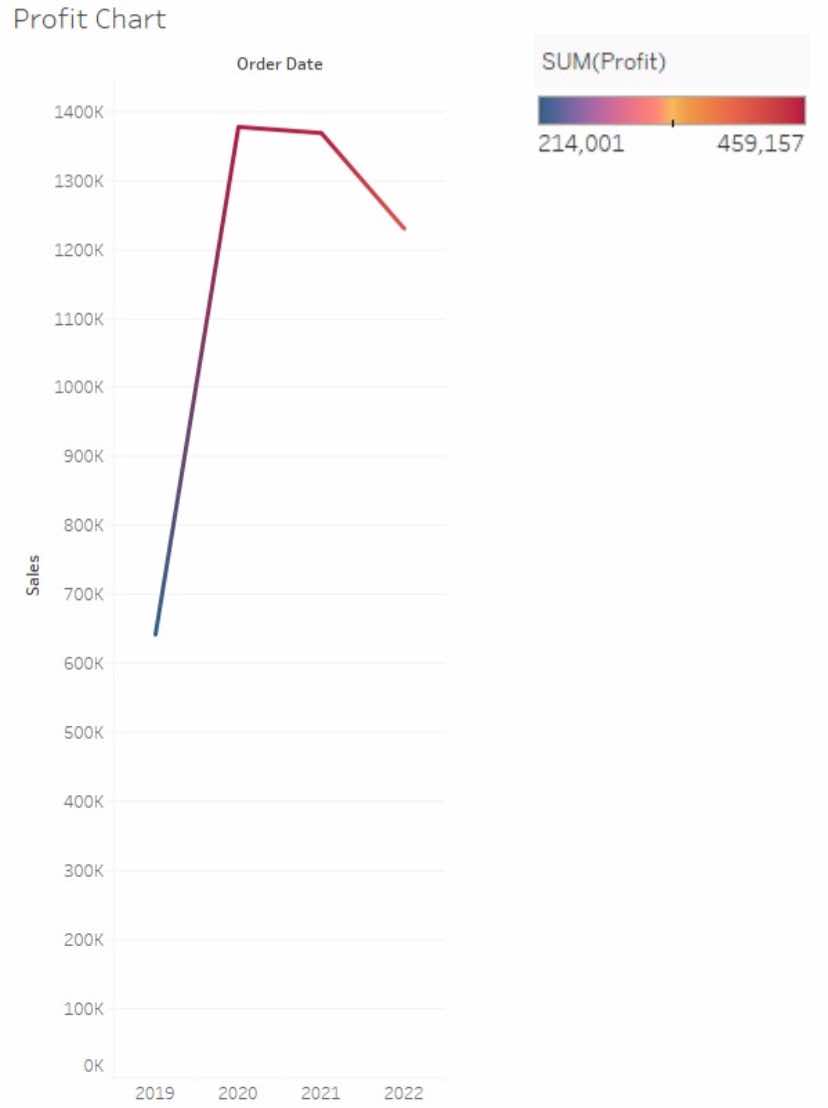 Profit Chart
Order Date
SUM(Profit)
214,001 459,157
1400K
1300K
1200K
1100K
1000K
900K
800K
700K
600K
500K
400K
300K
200K
100K
0K
Sales
2019 2020 2021 2022